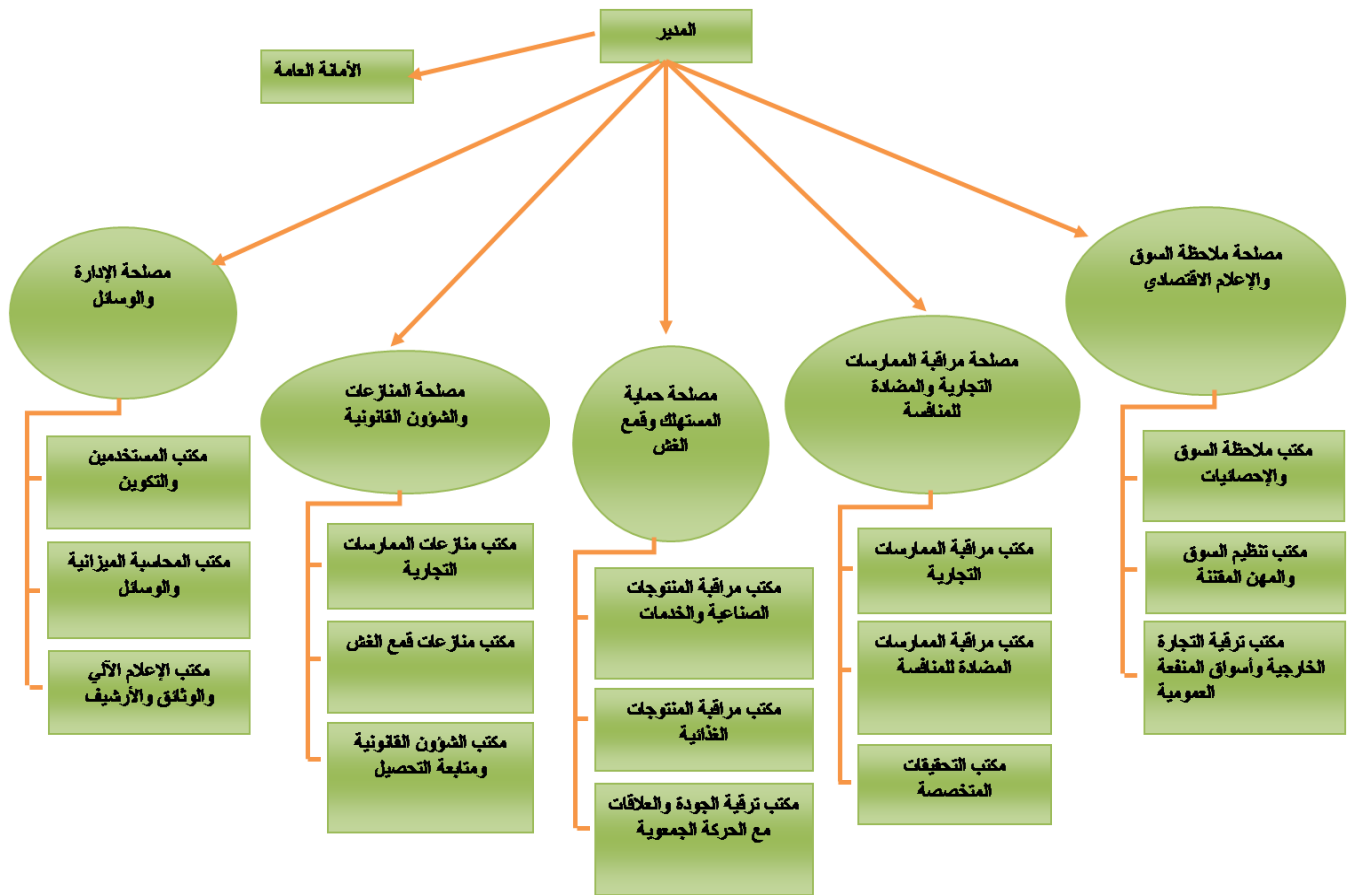 المدير
الأمانة العامة
مصلحة ملاحظة السوق
والإعلام الاقتصادي
مكتب ملاحظة السوق
والإحصائيات
مكتب تنظيم السوق
والمهن المقننة
مكتب ترقية التجارة
الخارجية وأسواق المنفعة
العمومية
مصلحة مراقبة الممارسات
التجارية والمضادة
للمنافسة
مكتب مراقبة الممارسات
التجارية
مكتب مراقبة الممارسات
المضادة للمنافسة
مكتب التحقيقات
المتخصصة
مصلحة حماية
المستهلك وقمع
الغش
مكتب مراقبة المنتوجات
الصناعية والخدمات
مكتب مراقبة المنتوجات
الغذائية
مكتب ترقية الجودة والعلاقات
مع الحركة الجمعوية
مصلحة المنازعات
والشؤون القانونية
مكتب منازعات الممارسات
التجارية
مكتب منازعات قمع الغش
مكتب الشؤون القانونية
ومتابعة التحصيل
مصلحة الإدارة
والوسائل
مكتب المستخدمين
والتكوين
مكتب المحاسبة الميزانية
والوسائل
مكتب الإعلام الآلي
والوثائق والأرشيف